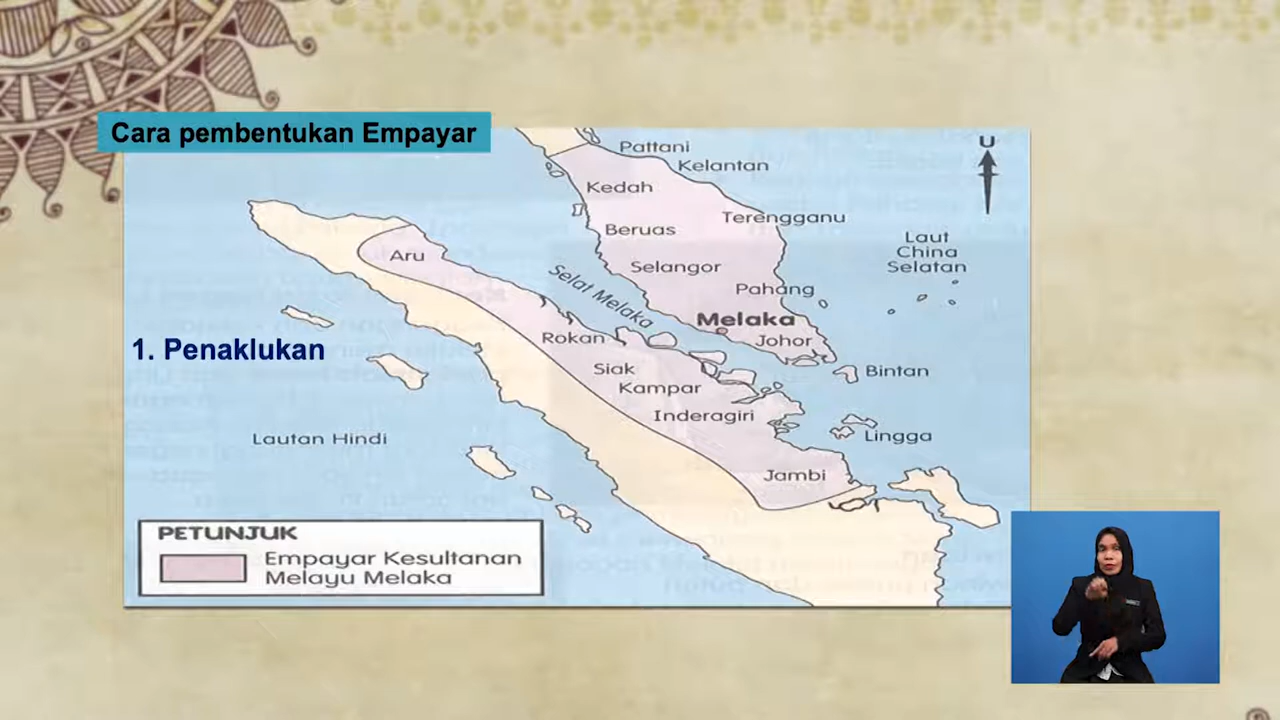 Cara pembentukan Empayar
U
Pattani
Kelantan
Kedah
Terengganu
Beruas
Laut
China
Selatan
Aru
Selangor
Selat Melaka
Pahang
Melaka
Rokan
Johor
1. Penaklukan
Siak
Bintan
Kampar
Inderagiri
Lautan Hindi
Lingga
Jambi
PETUNJUK
Empayar Kesultanan
Melayu Melaka